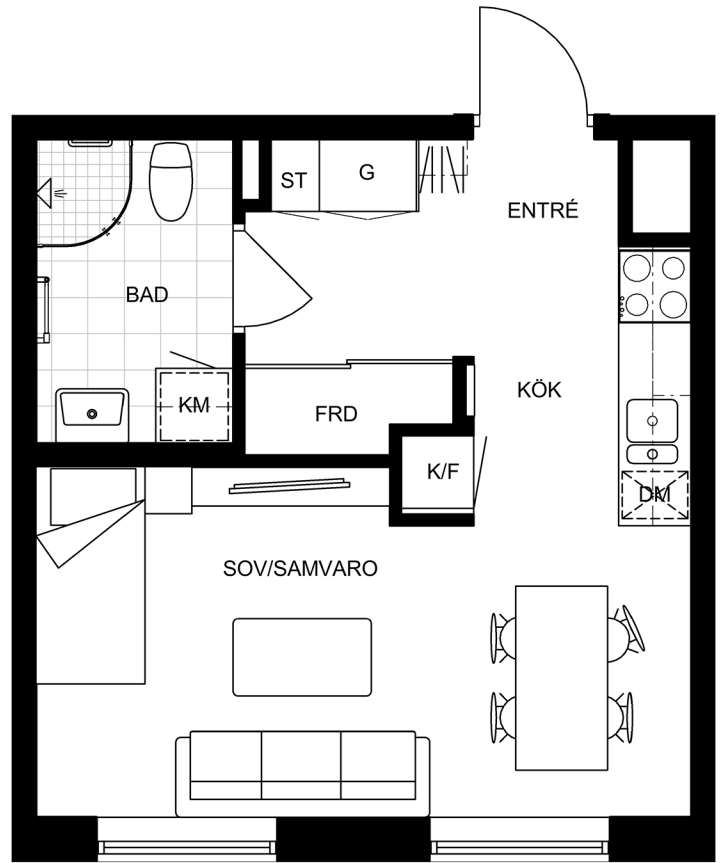 ST
G
ENTRÉ
BAD
KM
FRD
KÖK
K/F
DM
SOV/SAMVARO